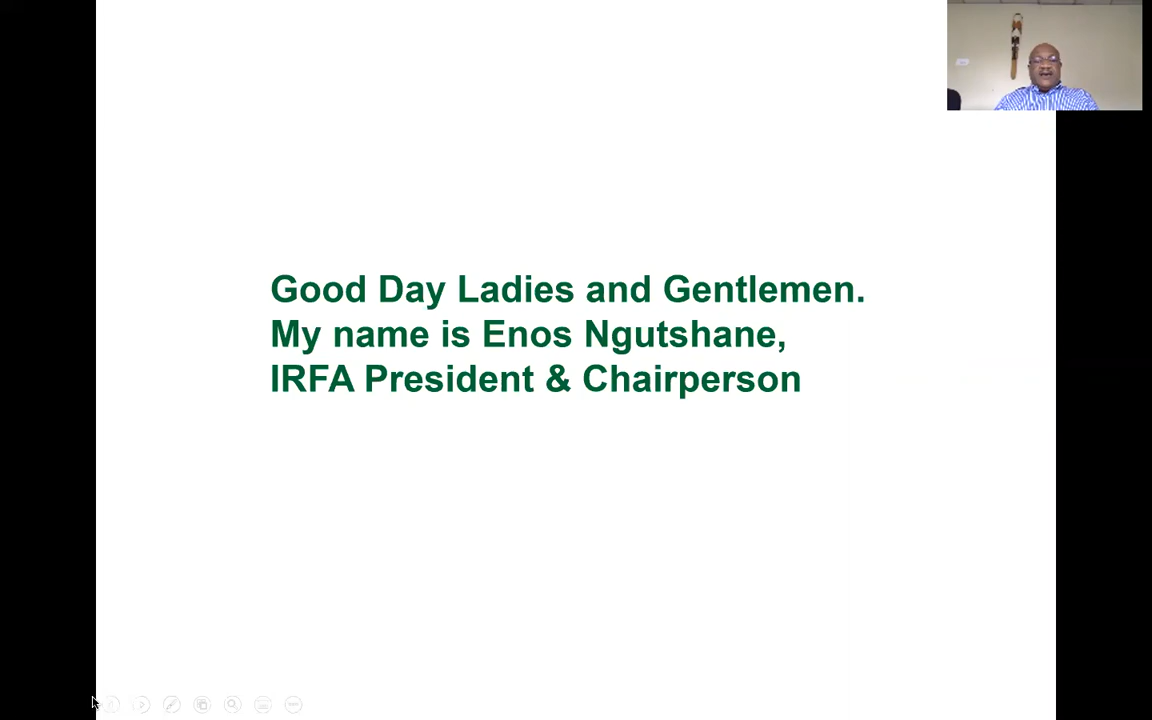 Good Day Ladies and Gentlemen.
My name is Enos Ngutshane,
IRFA President & Chairperson